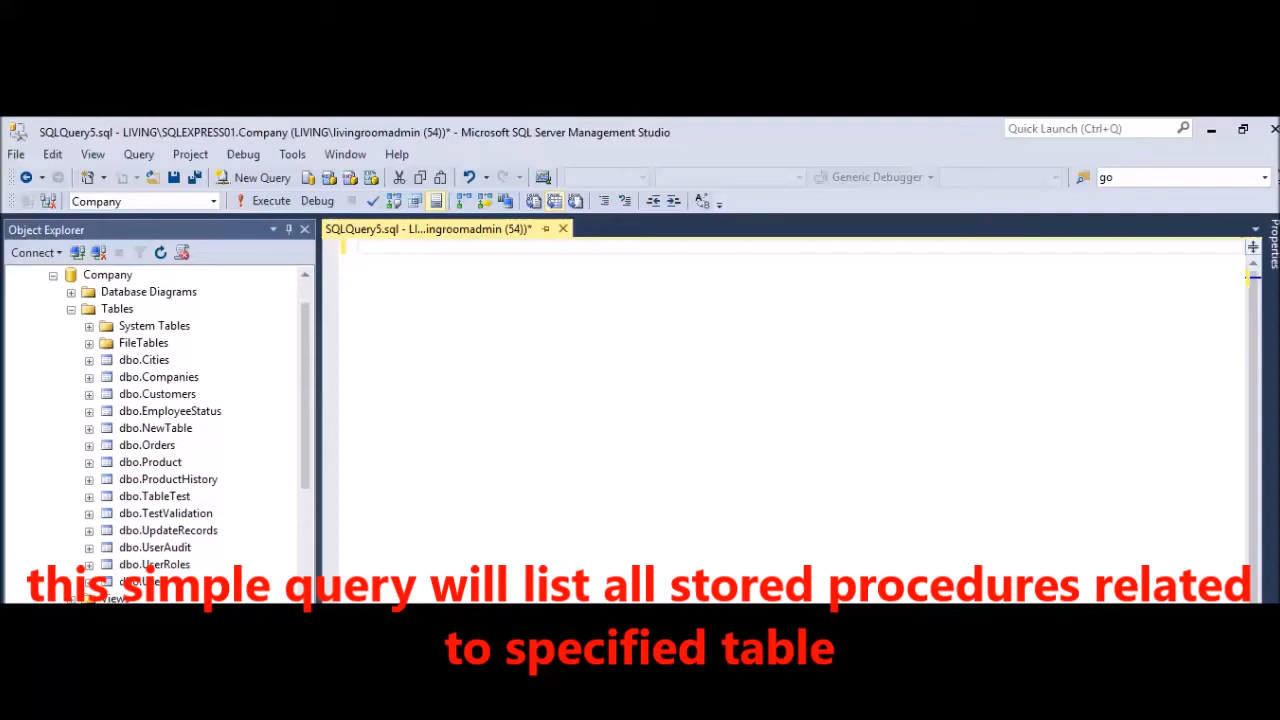 SQLQuery5.sql - LIVING\SQLEXPRESS01.Company (LIVING\livingroomadmin (54))* - Microsoft SQL Server Management Studio
Quick Launch (Ctrl+Q)
File Edit View Query Project Debug Tools Window Help
New Query
Generic Debugger
go
Company
Execute Debug
Object Explorer
SQLQuery5.sql - LI...ingroomadmin (54))*
Properties
Connect
Company
Database Diagrams
Tables
System Tables
FileTables
dbo.Cities
dbo.Companies
dbo.Customers
dbo.EmployeeStatus
dbo.NewTable
dbo.Orders
dbo.Product
dbo.ProductHistory
dbo.TableTest
dbo.TestValidation
dbo.UpdateRecords
dbo.UserAudit
dbo.UserRoles
this simple query will list all stored procedures related
to specified table